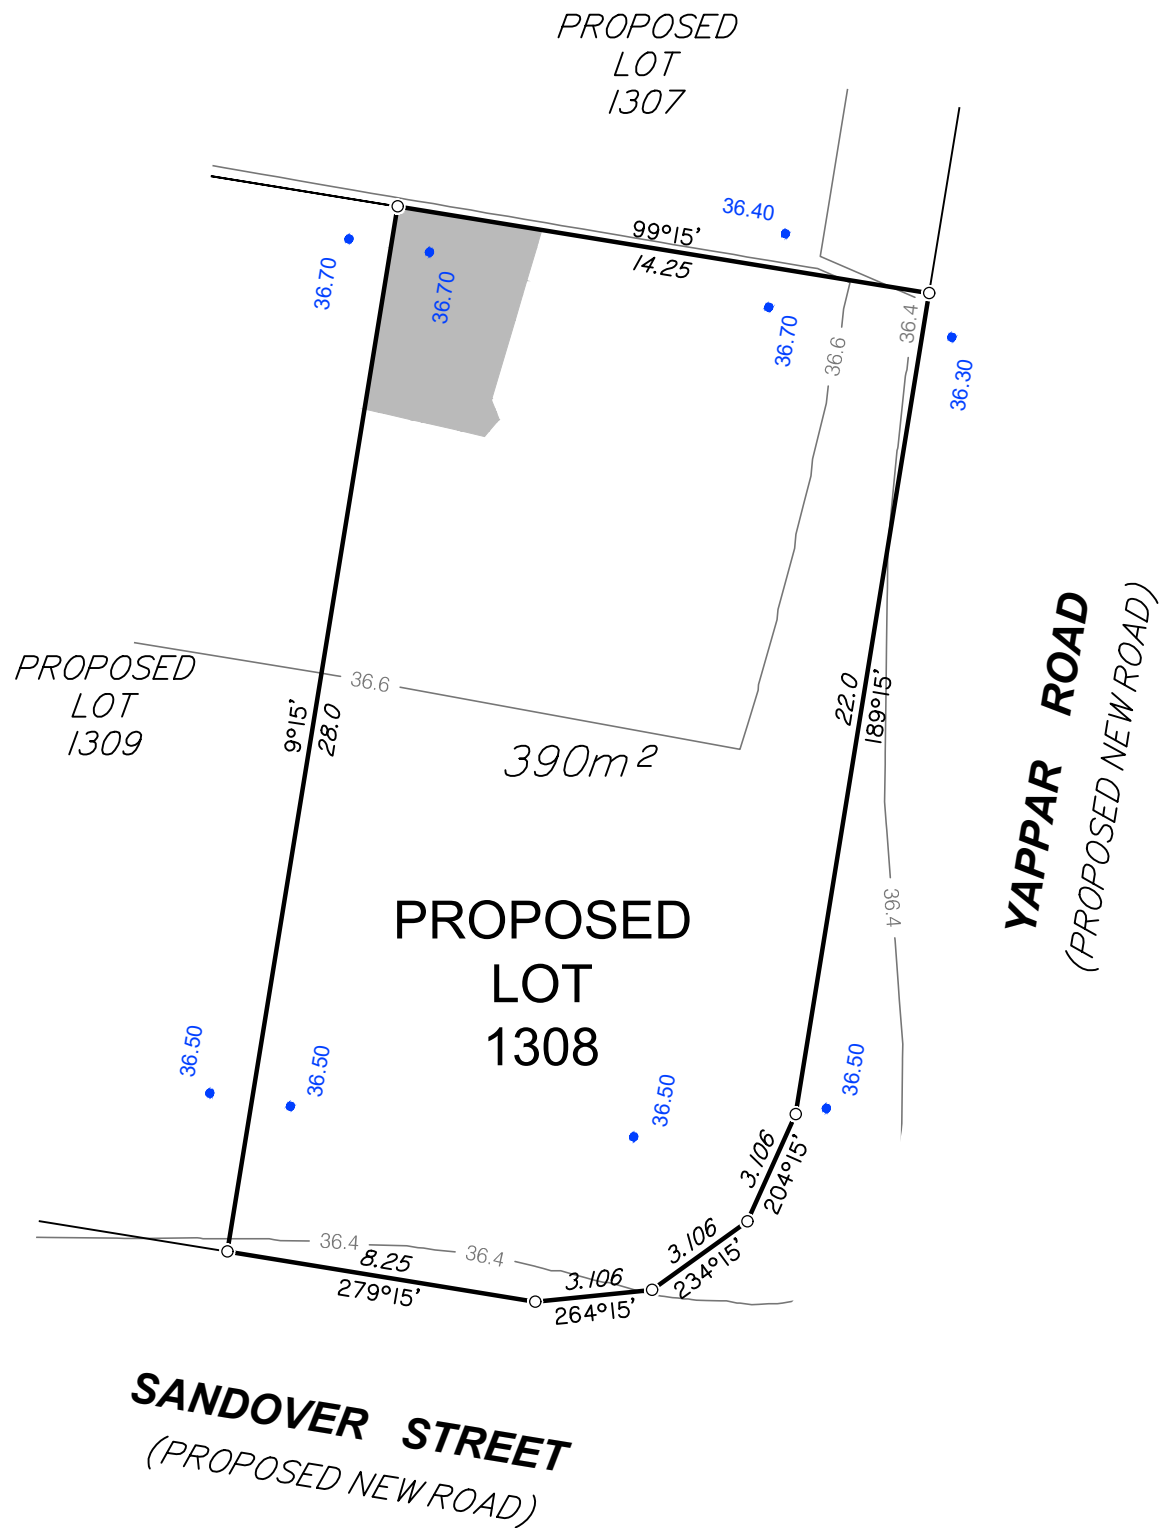 PROPOSED
LOT
1307
36.40
99°15'
14.25
36.70
36.70
36.70
36.6
36.4
36.30
PROPOSED
LOT
1309
36.6
9°15'
28.0
390m²
22.0
189°15'
YAPPAR ROAD
(PROPOSED NEW ROAD)
36.4
PROPOSED
LOT
1308
36.50
36.50
36.50
36.50
3.106
204°15'
3.106
234°15'
36.4
36.4
8.25
279°15'
3.106
264°15'
SANDOVER STREET
(PROPOSED NEW ROAD)